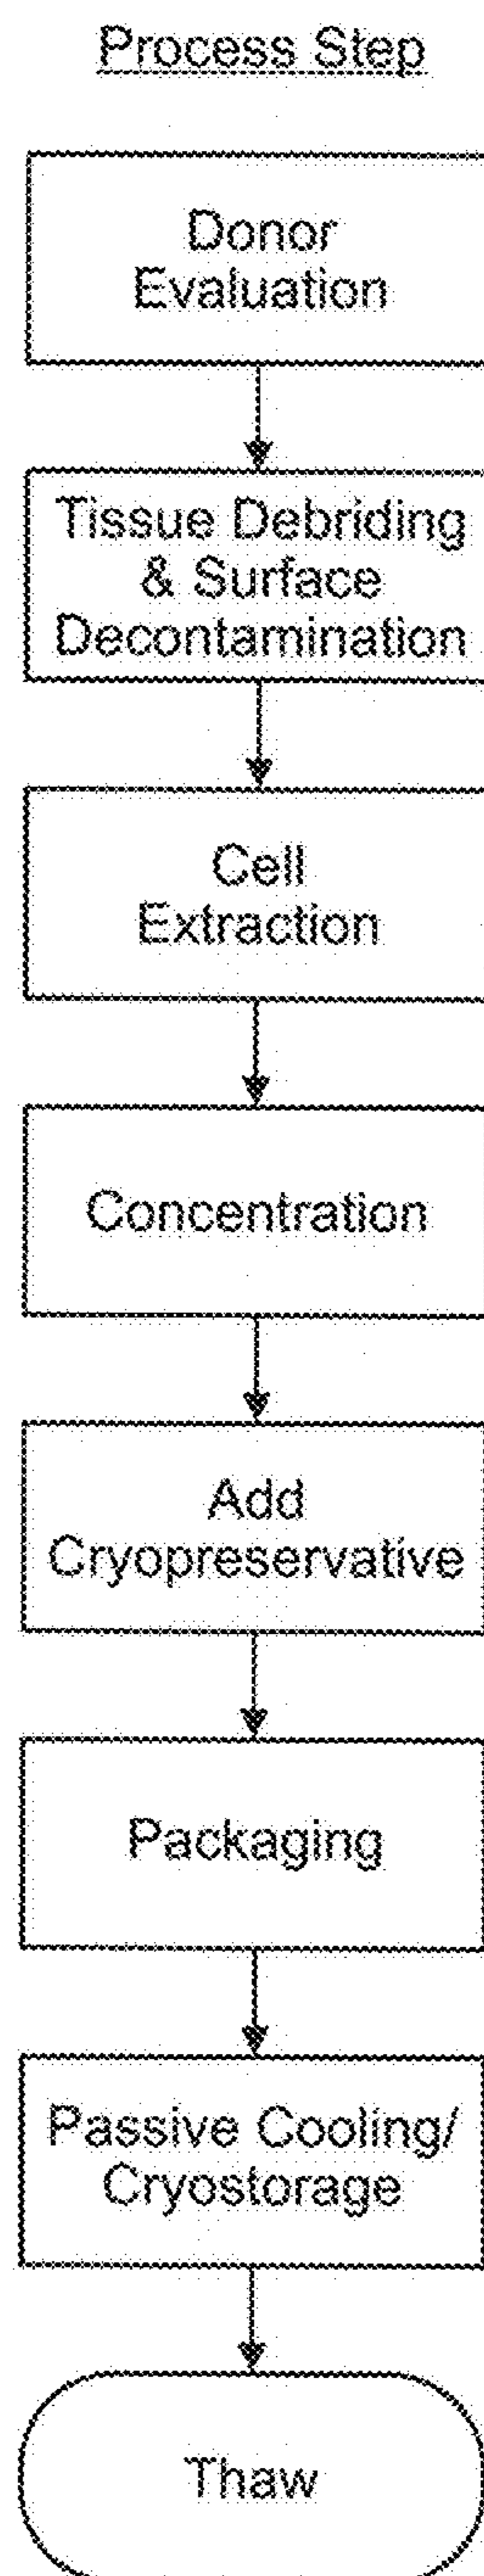 Process Step
Donor
Evaluation
Tissue Debriding
& Surface
Decontamination
Cell
Extraction
Concentration
Add
Cryopreservative
Packaging
Passive Cooling/
Cryostorage
Thaw